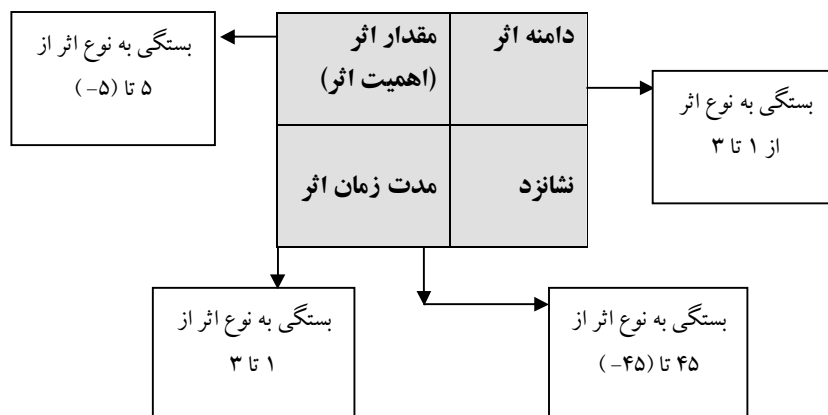 دامنه اثر
مقدار اثر
(اهمیت اثر)
نشانزد
مدت زمان اثر
بستگی به نوع اثر
از ۱ تا ۳
بستگی به نوع اثر از
۵ تا (۵-)
بستگی به نوع اثر از
۴۵ تا (۴۵-)
بستگی به نوع اثر از
۱ تا ۳